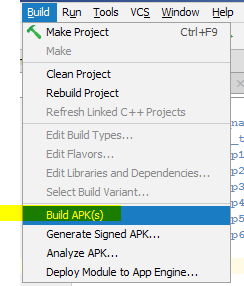 Build Run Tools VCS Window Help
Make Project Ctrl+F9
Make
Clean Project
Rebuild Project
Refresh Linked C++ Projects
Edit Build Types...
Edit Flavors...
Edit Libraries and Dependencies...
Select Build Variant...
Build APK(s)
Generate Signed APK...
Analyze APK...
Deploy Module to App Engine...